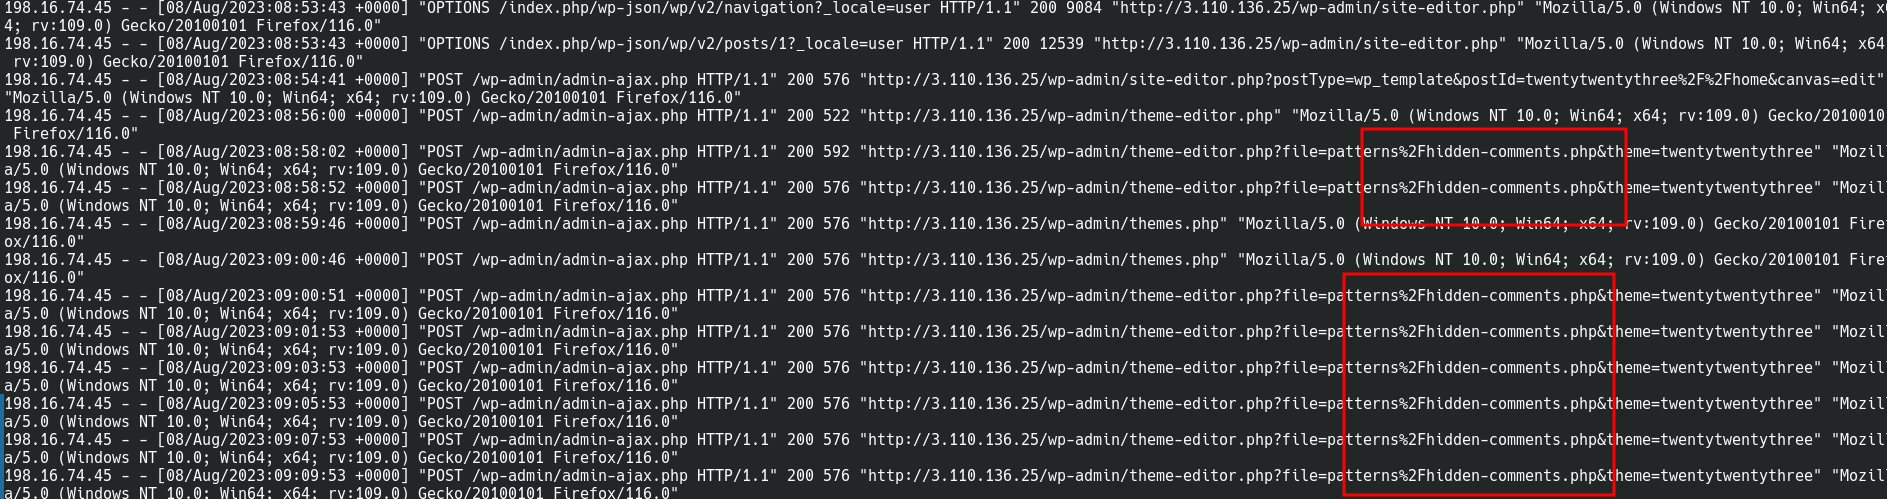 198.16.74.45 - - [08/Aug/2023:08:53:43 +0000] "OPTIONS /index.php/wp-json/wp/v2/navigation?_locale=user HTTP/1.1" 200 9084 "http://3.110.136.25/wp-admin/site-editor.php" "Mozilla/5.0 (Windows NT 10.0; Win64; x6
4; rv:109.0) Gecko/20100101 Firefox/116.0"
198.16.74.45 - - [08/Aug/2023:08:53:43 +0000] "OPTIONS /index.php/wp-json/wp/v2/posts/1?_locale=user HTTP/1.1" 200 12539 "http://3.110.136.25/wp-admin/site-editor.php" "Mozilla/5.0 (Windows NT 10.0; Win64; x64;
rv:109.0) Gecko/20100101 Firefox/116.0"
198.16.74.45 - - [08/Aug/2023:08:54:41 +0000] "POST /wp-admin/admin-ajax.php HTTP/1.1" 200 576 "http://3.110.136.25/wp-admin/site-editor.php?postType=wp_template&postId=twentytwentythree%2F%2Fhome&canvas=edit"
"Mozilla/5.0 (Windows NT 10.0; Win64; x64; rv:109.0) Gecko/20100101 Firefox/116.0"
198.16.74.45 - - [08/Aug/2023:08:56:00 +0000] "POST /wp-admin/admin-ajax.php HTTP/1.1" 200 522 "http://3.110.136.25/wp-admin/theme-editor.php" "Mozilla/5.0 (Windows NT 10.0; Win64; x64; rv:109.0) Gecko/2010010
Firefox/116.0"
198.16.74.45 - - [08/Aug/2023:08:58:02 +0000] "POST /wp-admin/admin-ajax.php HTTP/1.1" 200 592 "http://3.110.136.25/wp-admin/theme-editor.php?file=patterns%2Fhidden-comments.php&theme=twentytwentythree" "Mozil
a/5.0 (Windows NT 10.0; Win64; x64; rv:109.0) Gecko/20100101 Firefox/116.0"
198.16.74.45 - - [08/Aug/2023:08:58:52 +0000] "POST /wp-admin/admin-ajax.php HTTP/1.1" 200 576 "http://3.110.136.25/wp-admin/theme-editor.php?file=patterns%2Fhidden-comments.php&theme=twentytwentythree" "Mozil
a/5.0 (Windows NT 10.0; Win64; x64; rv:109.0) Gecko/20100101 Firefox/116.0"
198.16.74.45 - - [08/Aug/2023:08:59:46 +0000] "POST /wp-admin/admin-ajax.php HTTP/1.1" 200 576 "http://3.110.136.25/wp-admin/themes.php" "Mozilla/5.0 (Windows NT 10.0; Win64; x64; rv:109.0) Gecko/20100101 Firef
ox/116.0"
198.16.74.45 - - [08/Aug/2023:09:00:46 +0000] "POST /wp-admin/admin-ajax.php HTTP/1.1" 200 576 "http://3.110.136.25/wp-admin/themes.php" "Mozilla/5.0 (Windows NT 10.0; Win64; x64; rv:109.0) Gecko/20100101 Firef
ox/116.0"
198.16.74.45 - - [08/Aug/2023:09:00:51 +0000] "POST /wp-admin/admin-ajax.php HTTP/1.1" 200 576 "http://3.110.136.25/wp-admin/theme-editor.php?file=patterns%2Fhidden-comments.php&theme=twentytwentythree" "Mozil
a/5.0 (Windows NT 10.0; Win64; x64; rv:109.0) Gecko/20100101 Firefox/116.0"
198.16.74.45 - - [08/Aug/2023:09:01:53 +0000] "POST /wp-admin/admin-ajax.php HTTP/1.1" 200 576 "http://3.110.136.25/wp-admin/theme-editor.php?file=patterns%2Fhidden-comments.php&theme=twentytwentythree" "Mozil
a/5.0 (Windows NT 10.0; Win64; x64; rv:109.0) Gecko/20100101 Firefox/116.0"
198.16.74.45 - - [08/Aug/2023:09:03:53 +0000] "POST /wp-admin/admin-ajax.php HTTP/1.1" 200 576 "http://3.110.136.25/wp-admin/theme-editor.php?file=patterns%2Fhidden-comments.php&theme=twentytwentythree" "Mozil
a/5.0 (Windows NT 10.0; Win64; x64; rv:109.0) Gecko/20100101 Firefox/116.0"
198.16.74.45 - - [08/Aug/2023:09:05:53 +0000] "POST /wp-admin/admin-ajax.php HTTP/1.1" 200 576 "http://3.110.136.25/wp-admin/theme-editor.php?file=patterns%2Fhidden-comments.php&theme=twentytwentythree" "Mozil
a/5.0 (Windows NT 10.0; Win64; x64; rv:109.0) Gecko/20100101 Firefox/116.0"
198.16.74.45 - - [08/Aug/2023:09:07:53 +0000] "POST /wp-admin/admin-ajax.php HTTP/1.1" 200 576 "http://3.110.136.25/wp-admin/theme-editor.php?file=patterns%2Fhidden-comments.php&theme=twentytwentythree" "Mozil
a/5.0 (Windows NT 10.0; Win64; x64; rv:109.0) Gecko/20100101 Firefox/116.0"
198.16.74.45 - - [08/Aug/2023:09:09:53 +0000] "POST /wp-admin/admin-ajax.php HTTP/1.1" 200 576 "http://3.110.136.25/wp-admin/theme-editor.php?file=patterns%2Fhidden-comments.php&theme=twentytwentythree" "Mozil
a/5.0 (Windows NT 10.0; Win64; x64; rv:109.0) Gecko/20100101 Firefox/116.0"